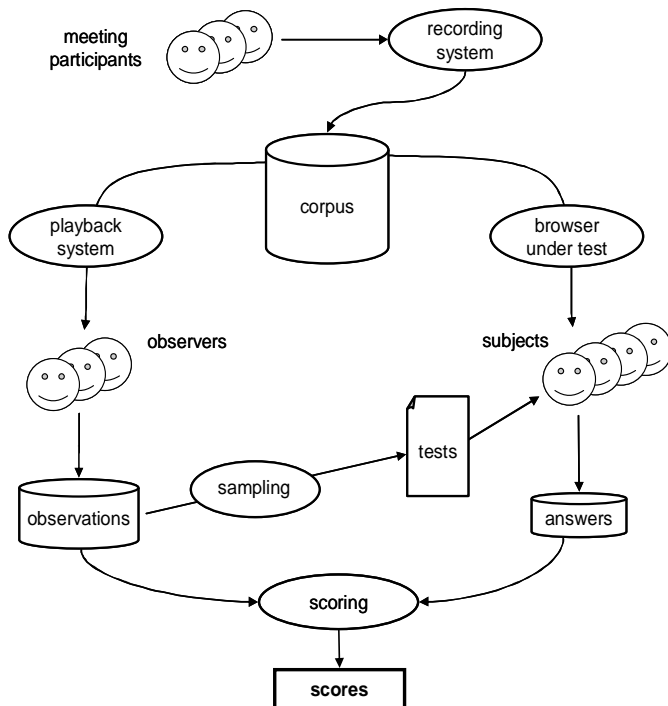 meeting
participants
recording
system
corpus
playback
system
browser
under test
observers
subjects
tests
sampling
observations
answers
scoring
scores